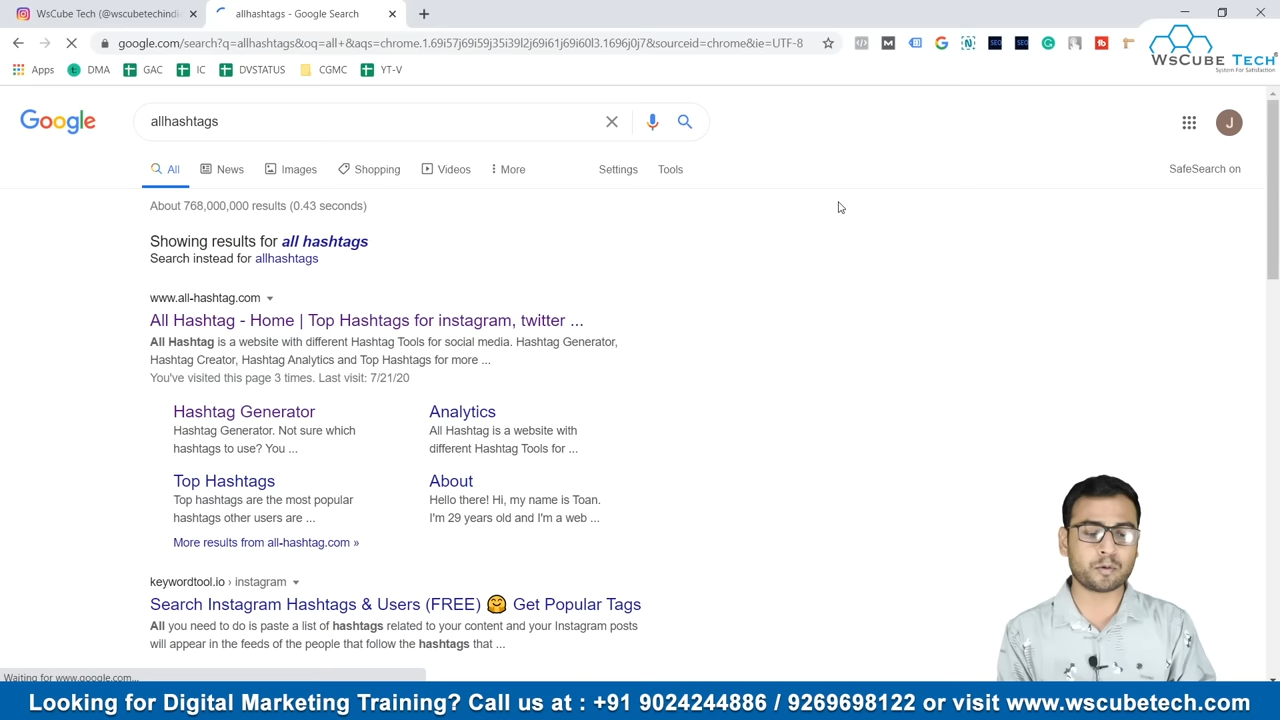 WsCube Tech (@wscubetechindi
allhashtags - Google Search
google.com/search?q=allhashtags&oq=all+&aqs=chrome.1.69i57j69i59j35i39l2j69i61j69i60l3.1696j0j7&sourceid=chrome&ie=UTF-8
Apps DMA GAC IC DVSTATUS CGMC YT-V
WsCube Tech
System For Satisfaction
Google
allhashtags
J
All News Images Shopping Videos More Settings Tools SafeSearch on
About 768,000,000 results (0.43 seconds)
Showing results for all hashtags
Search instead for allhashtags
www.all-hashtag.com
All Hashtag - Home | Top Hashtags for instagram, twitter ...
All Hashtag is a website with different Hashtag Tools for social media. Hashtag Generator,
Hashtag Creator, Hashtag Analytics and Top Hashtags for more ...
You've visited this page 3 times. Last visit: 7/21/20
Hashtag Generator
Hashtag Generator. Not sure which
hashtags to use? You ...
Analytics
All Hashtag is a website with
different Hashtag Tools for ...
Top Hashtags
Top hashtags are the most popular
hashtags other users are ...
About
Hello there! Hi, my name is Toan.
I'm 29 years old and I'm a web ...
More results from all-hashtag.com »
keywordtool.io › instagram
Search Instagram Hashtags & Users (FREE) 🤗 Get Popular Tags
All you need to do is paste a list of hashtags related to your content and your Instagram posts
will appear in the feeds of the people that follow the hashtags that ...
Waiting for www.google.com...
Looking for Digital Marketing Training? Call us at : +91 9024244886 / 9269698122 or visit www.wscubetech.com